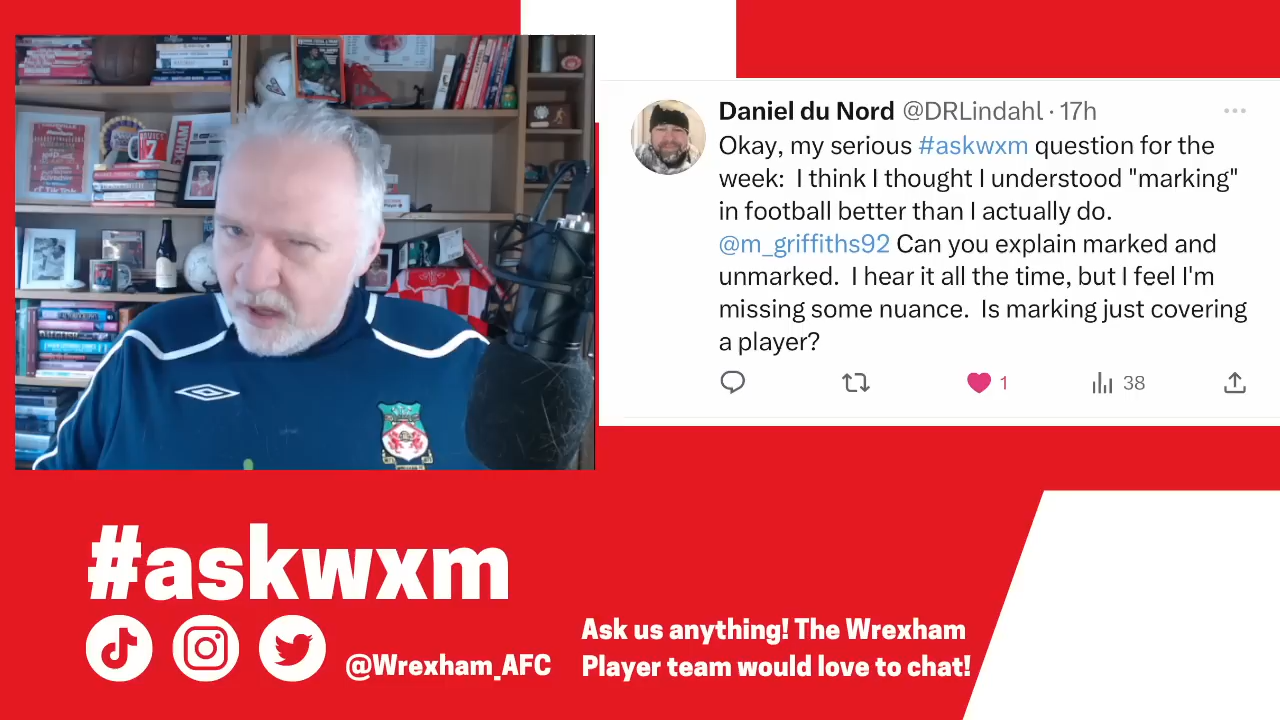 Daniel du Nord @DRLindahl · 17h
Okay, my serious #askwxm question for the
week:  I think I thought I understood "marking"
in football better than I actually do.
@m_griffiths92 Can you explain marked and
unmarked.  I hear it all the time, but I feel I'm
missing some nuance.  Is marking just covering
a player?
1
38
#askwxm
@Wrexham_AFC
Ask us anything! The Wrexham
Player team would love to chat!